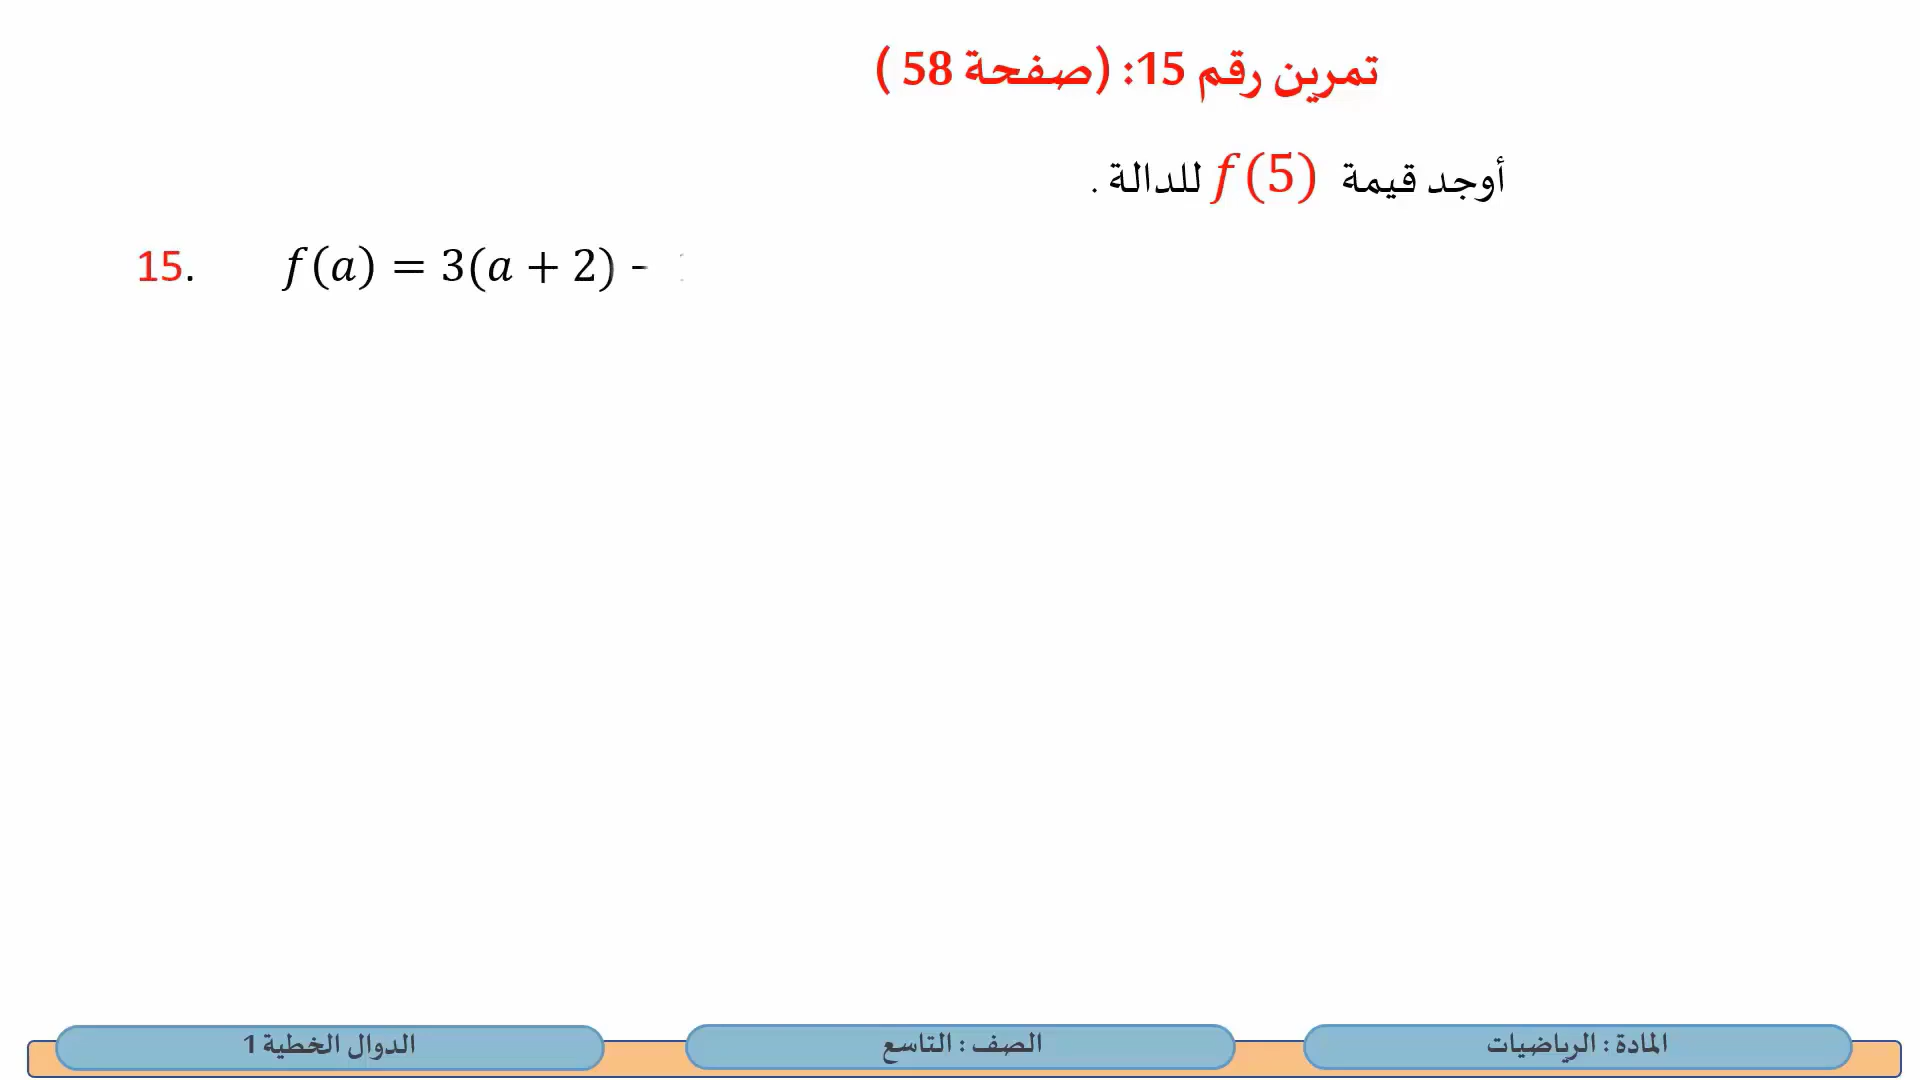 تمرين رقم 15: (صفحة 58 )
أوجد قيمة f(5) للدالة .
15. f(a) = 3(a + 2) -
المادة : الرياضيات
الصف : التاسع
الدوال الخطية 1